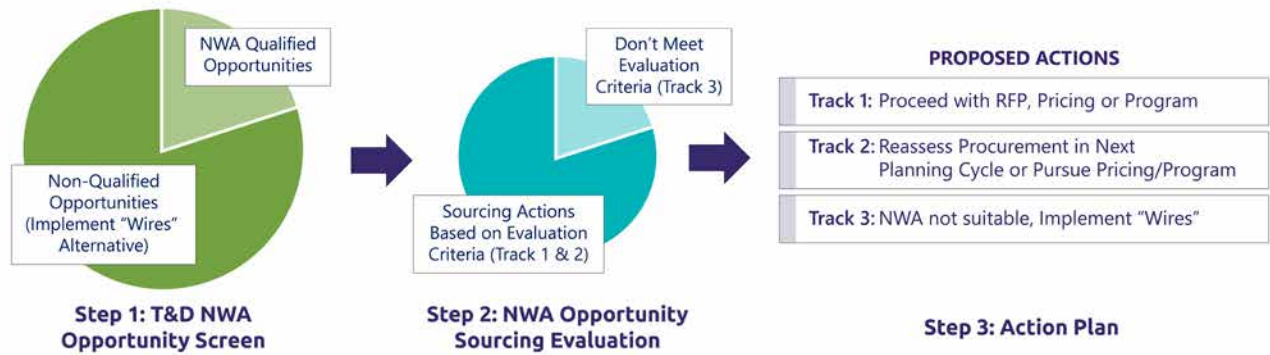 NWA Qualified
Opportunities
Non-Qualified
Opportunities
(Implement “Wires”
Alternative)
Step 1: T&D NWA
Opportunity Screen
Don’t Meet
Evaluation
Criteria (Track 3)
Sourcing Actions
Based on Evaluation
Criteria (Track 1 & 2)
Step 2: NWA Opportunity
Sourcing Evaluation
PROPOSED ACTIONS
Track 1: Proceed with RFP, Pricing or Program
Track 2: Reassess Procurement in Next
Planning Cycle or Pursue Pricing/Program
Track 3: NWA not suitable, Implement “Wires”
Step 3: Action Plan